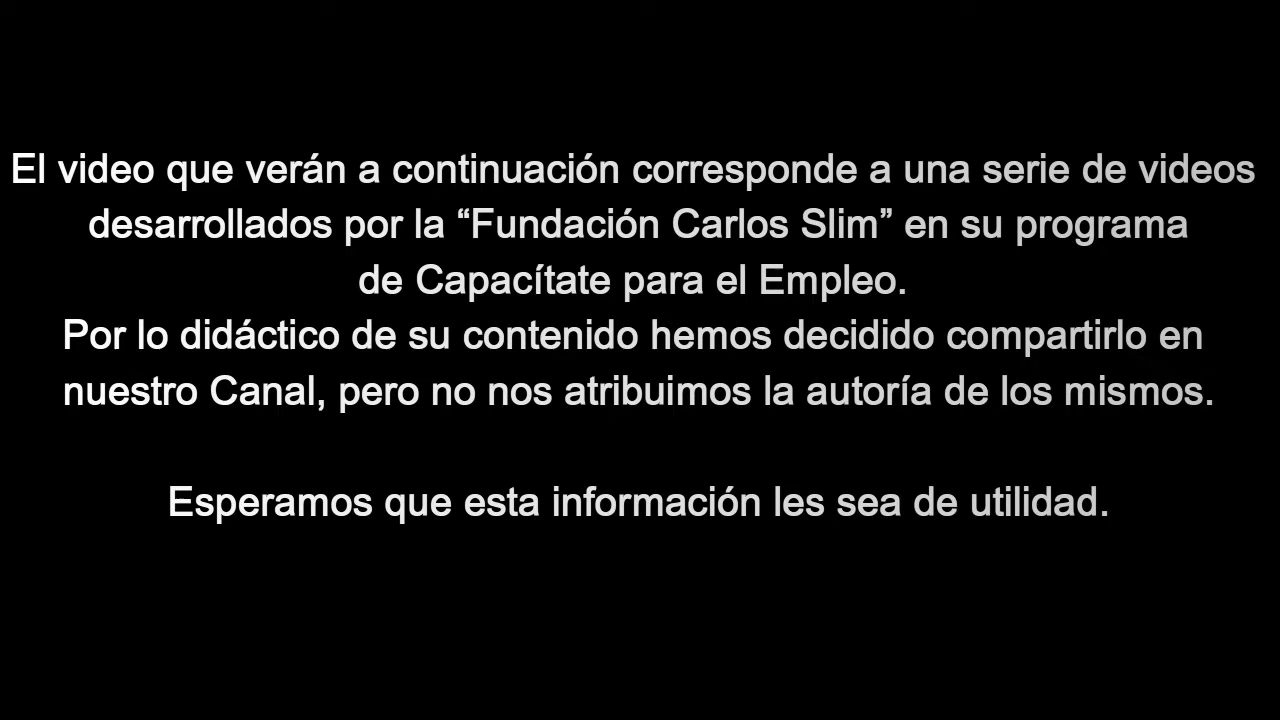 El video que verán a continuación corresponde a una serie de videos
desarrollados por la “Fundación Carlos Slim” en su programa
de Capacítate para el Empleo.
Por lo didáctico de su contenido hemos decidido compartirlo en
nuestro Canal, pero no nos atribuimos la autoría de los mismos.
Esperamos que esta información les sea de utilidad.